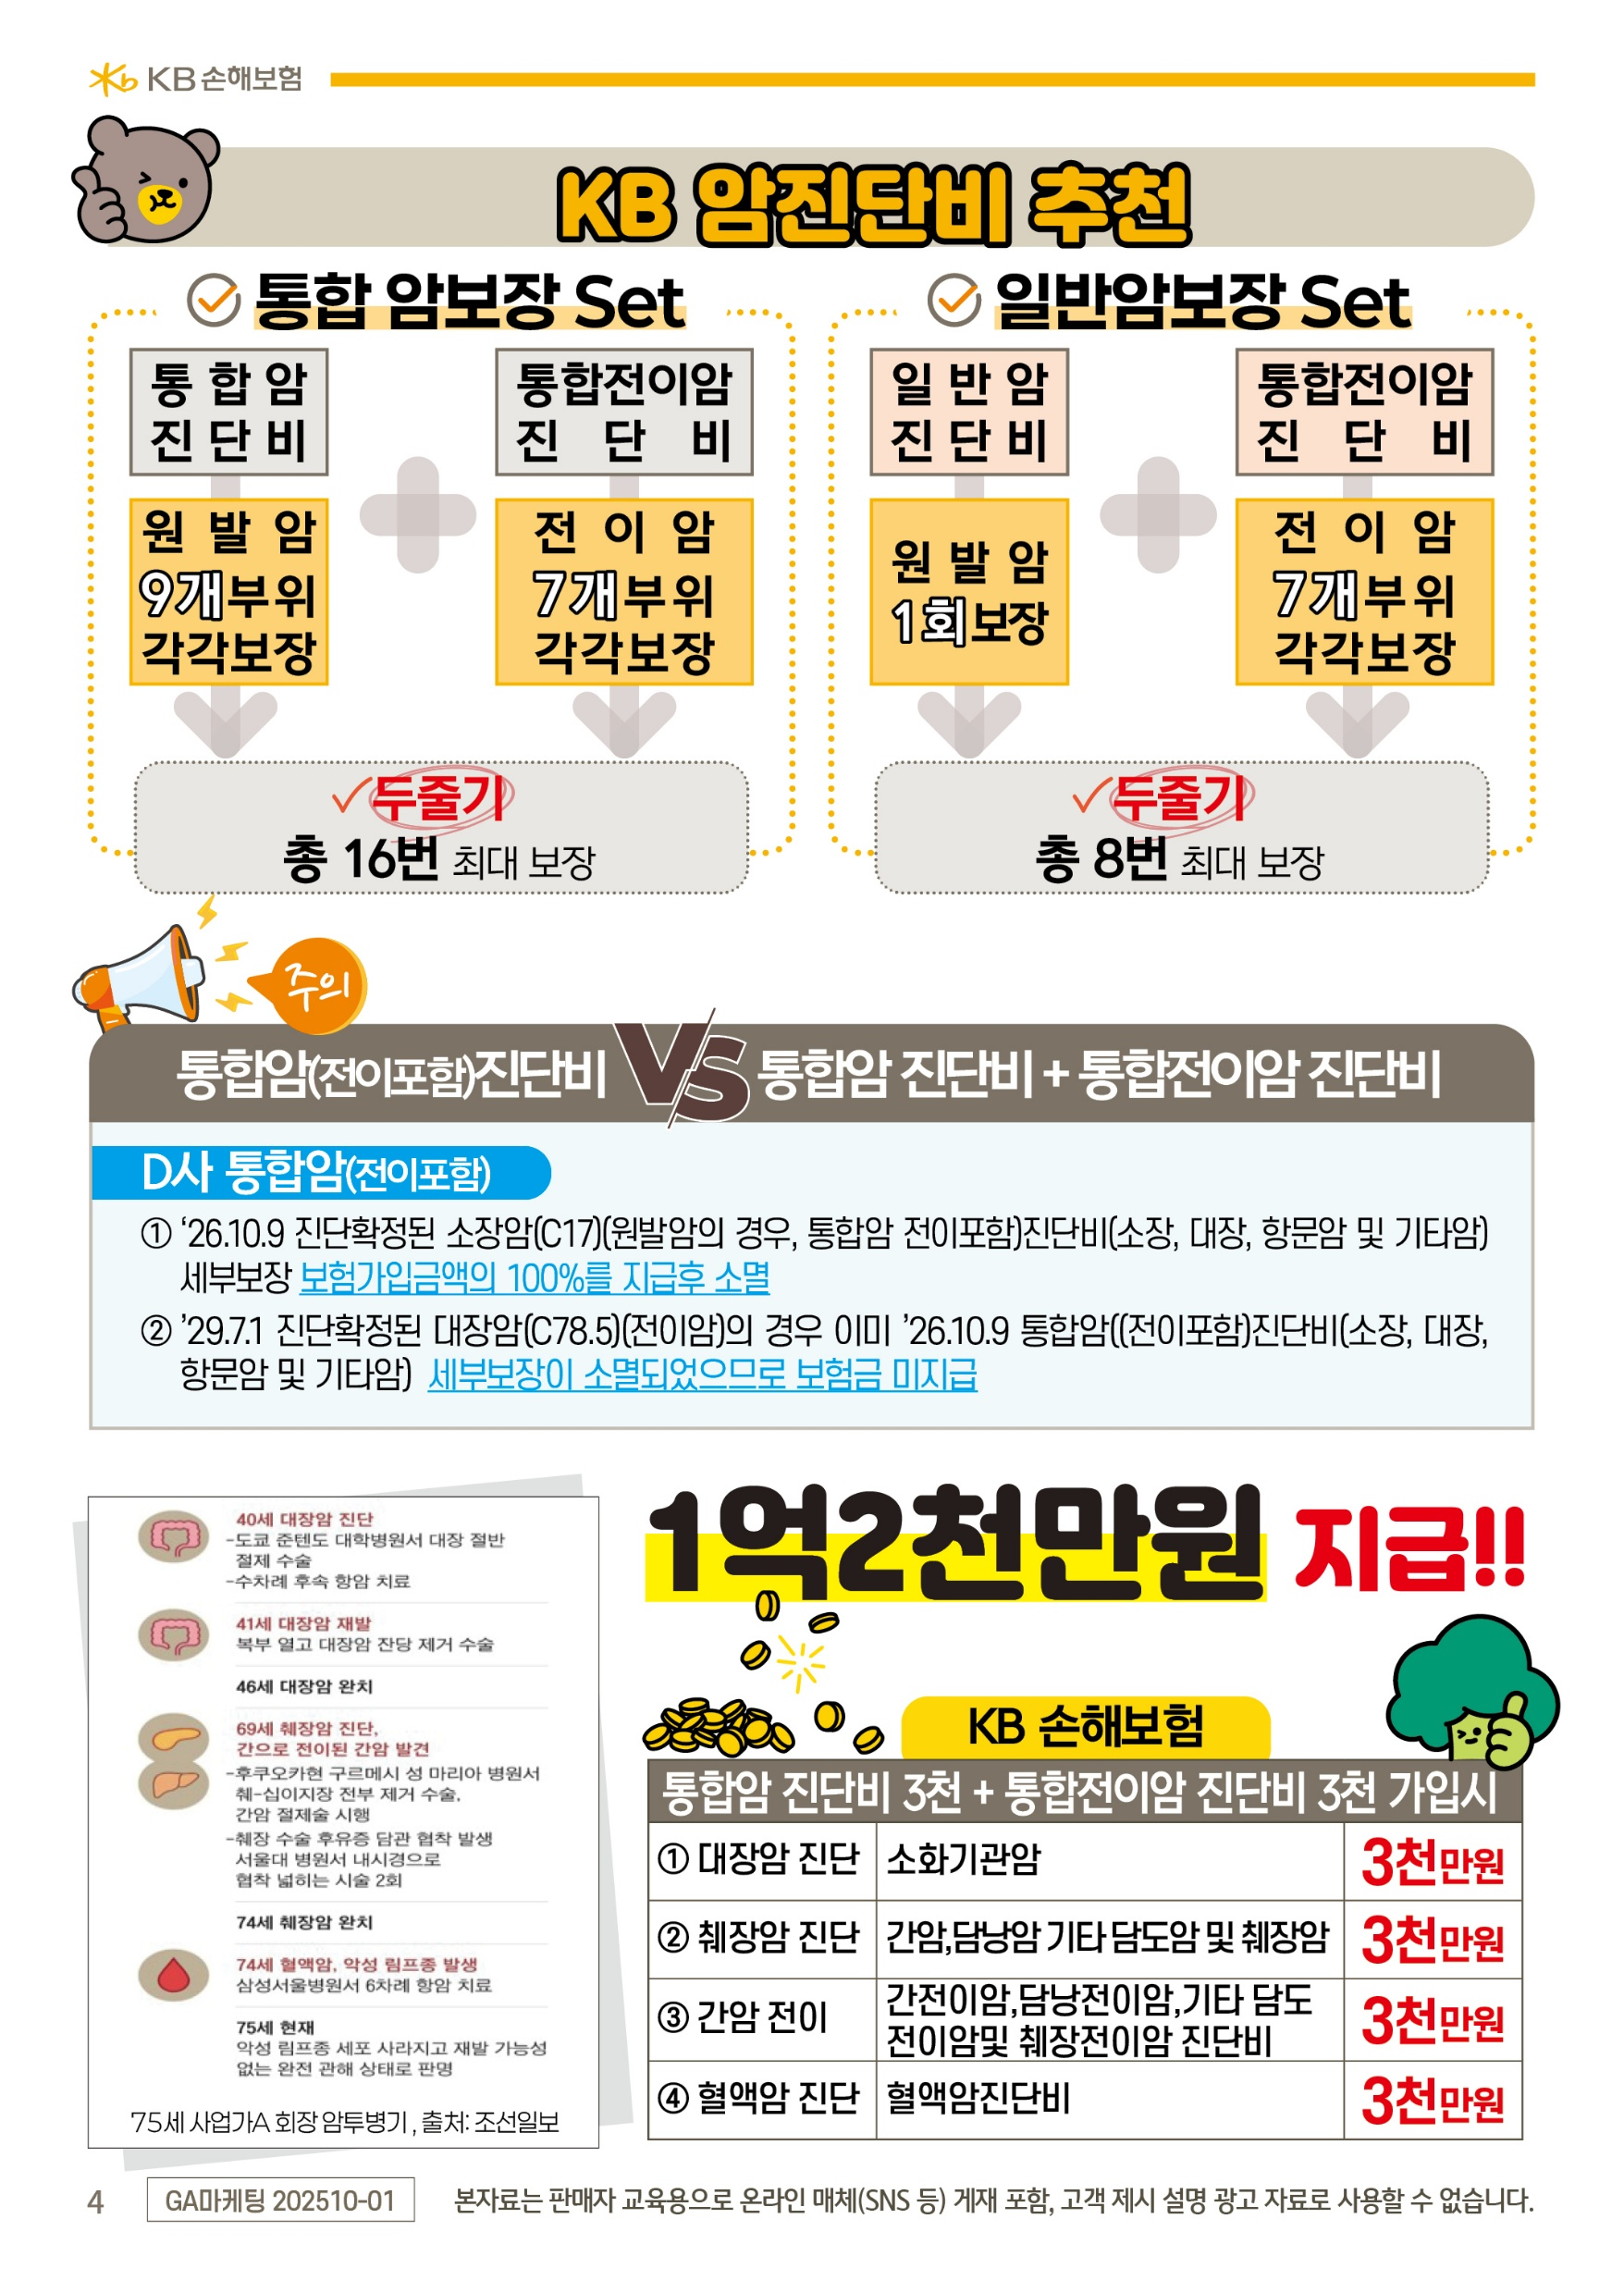 KB 손해보험
KB 암진단비 추천
통합 암보장 Set
통 합 암
진 단 비
통합전이암
진 단 비
원 발 암
9개부위
각각보장
전 이 암
7개부위
각각보장
두줄기
총 16번 최대 보장
일반암보장 Set
일 반 암
진 단 비
통합전이암
진 단 비
원 발 암
1회보장
전 이 암
7개부위
각각보장
두줄기
총 8번 최대 보장
주의
통합암(전이포함)진단비 VS 통합암 진단비 + 통합전이암 진단비
D사 통합암(전이포함)
① ‘26.10.9 진단확정된 소장암(C17)(원발암의 경우, 통합암 전이포함)진단비(소장, 대장, 항문암 및 기타암)
세부보장 보험가입금액의 100%를 지급후 소멸
② ’29.7.1 진단확정된 대장암(C78.5)(전이암)의 경우 이미 ’26.10.9 통합암((전이포함)진단비(소장, 대장,
항문암 및 기타암) 세부보장이 소멸되었으므로 보험금 미지급
40세 대장암 진단
-도쿄 준텐도 대학병원서 대장 절반
절제 수술
-수차례 후속 항암 치료
41세 대장암 재발
복부 열고 대장암 잔당 제거 수술
46세 대장암 완치
69세 췌장암 진단,
간으로 전이된 간암 발견
-후쿠오카현 구르메시 성 마리아 병원서
췌-십이지장 전부 제거 수술,
간암 절제술 시행
-췌장 수술 후유증 담관 협착 발생
서울대 병원서 내시경으로
협착 넓히는 시술 2회
74세 췌장암 완치
74세 혈액암, 악성 림프종 발생
삼성서울병원서 6차례 항암 치료
75세 현재
악성 림프종 세포 사라지고 재발 가능성
없는 완전 관해 상태로 판명
75세 사업가A 회장 암투병기 , 출처: 조선일보
1억2천만원 지급!!
KB 손해보험
통합암 진단비 3천 + 통합전이암 진단비 3천 가입시
① 대장암 진단 소화기관암 3천만원
② 췌장암 진단 간암,담낭암 기타 담도암 및 췌장암 3천만원
③ 간암 전이 간전이암,담낭전이암,기타 담도
전이암및 췌장전이암 진단비 3천만원
④ 혈액암 진단 혈액암진단비 3천만원
4
GA마케팅 202510-01
본자료는 판매자 교육용으로 온라인 매체(SNS 등) 게재 포함, 고객 제시 설명 광고 자료로 사용할 수 없습니다.